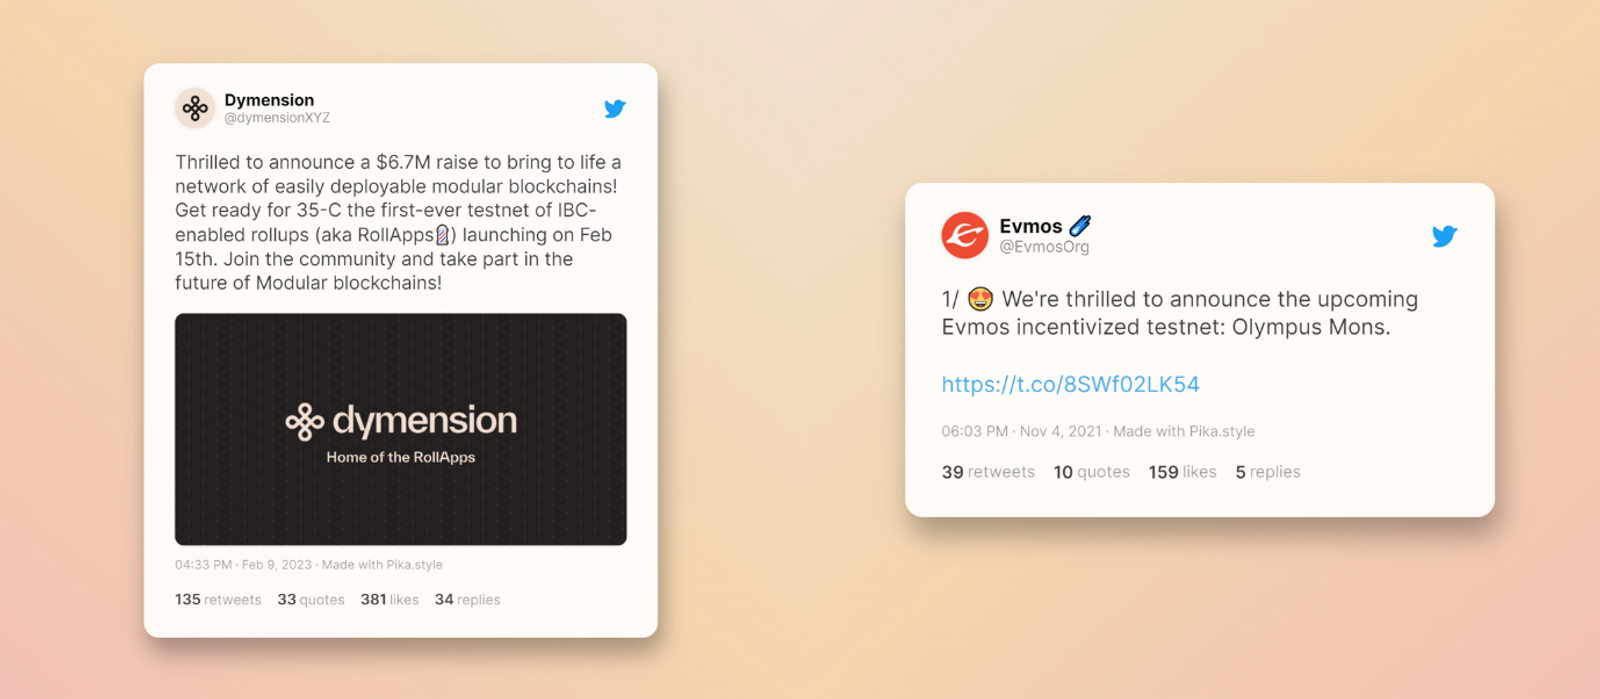 Dymension
@dymensionXYZ
Thrilled to announce a $6.7M raise to bring to life a
network of easily deployable modular blockchains!
Get ready for 35-C the first-ever testnet of IBC-
enabled rollups (aka RollApps💈) launching on Feb
15th. Join the community and take part in the
future of Modular blockchains!
dymension
Home of the RollApps
04:33 PM · Feb 9, 2023 · Made with Pika.style
135 retweets 33 quotes 381 likes 34 replies
Evmos ☄️
@EvmosOrg
1/ 😍 We're thrilled to announce the upcoming
Evmos incentivized testnet: Olympus Mons.
https://t.co/8SWf02LK54
06:03 PM · Nov 4, 2021 · Made with Pika.style
39 retweets 10 quotes 159 likes 5 replies